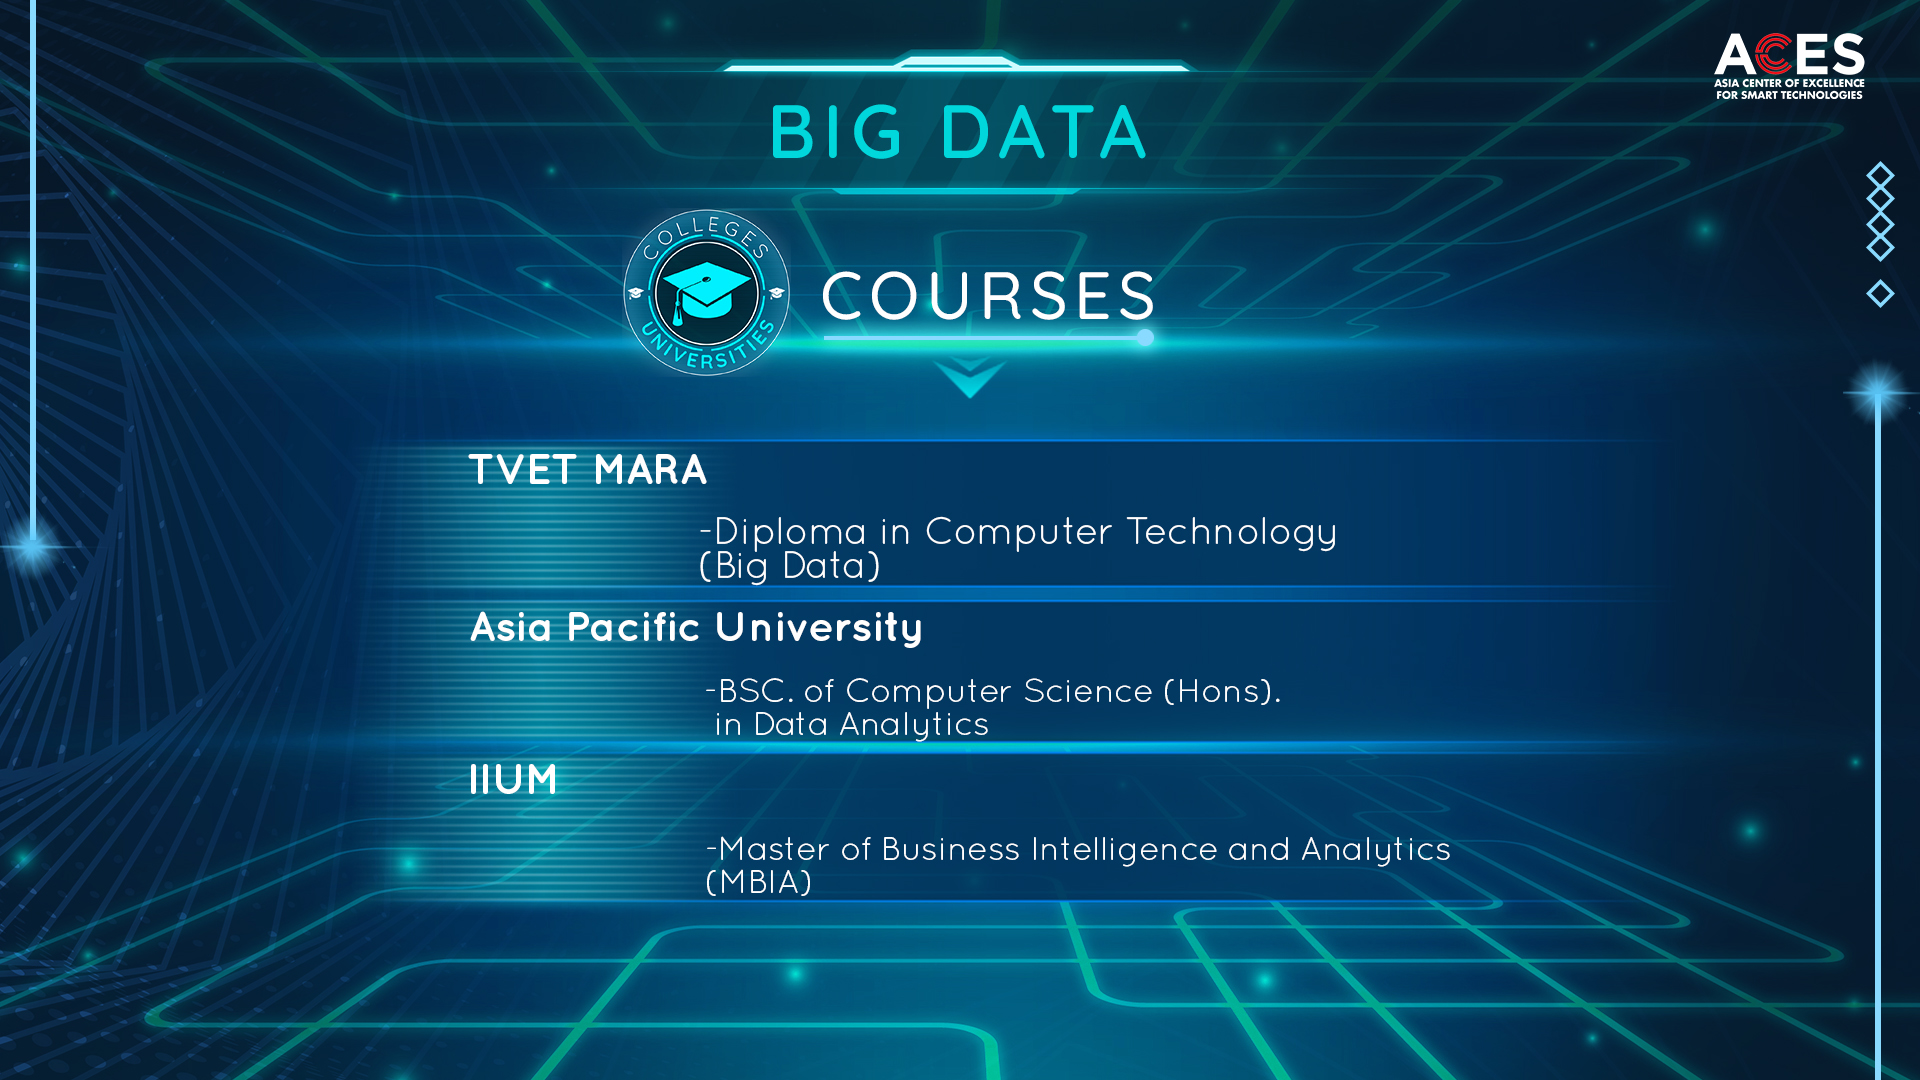 ACES
ASIA CENTER OF EXCELLENCE
FOR SMART TECHNOLOGIES
BIG DATA
COLLEGES
UNIVERSITIES
COURSES
TVET MARA
-Diploma in Computer Technology
(Big Data)
Asia Pacific University
-BSC. of Computer Science (Hons).
in Data Analytics
IIUM
-Master of Business Intelligence and Analytics
(MBIA)